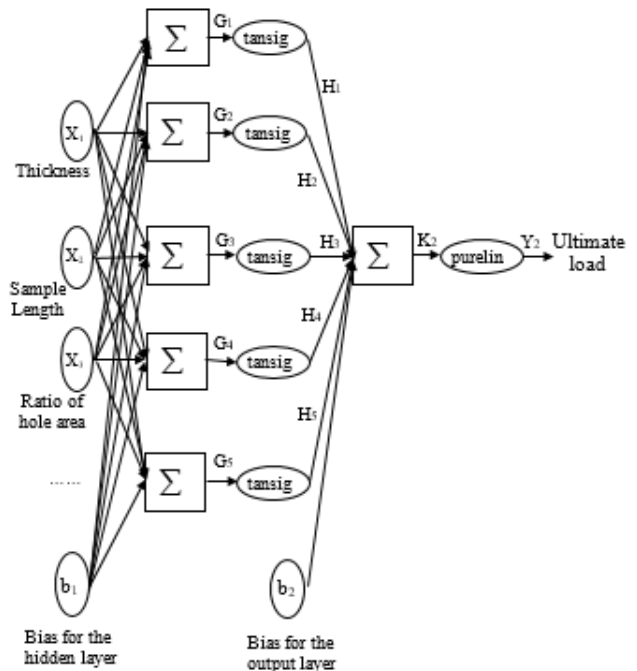 G1
Σ
tansig
H1
G2
X1
Σ
tansig
Thickness
H2
G3
H3
K2
Y2
Ultimate
load
Σ
tansig
Σ
purelin
Sample
Length
H4
G4
Σ
tansig
Ratio of
hole area
H5
G5
......
Σ
tansig
b1
b2
Bias for the
hidden layer
Bias for the
output layer